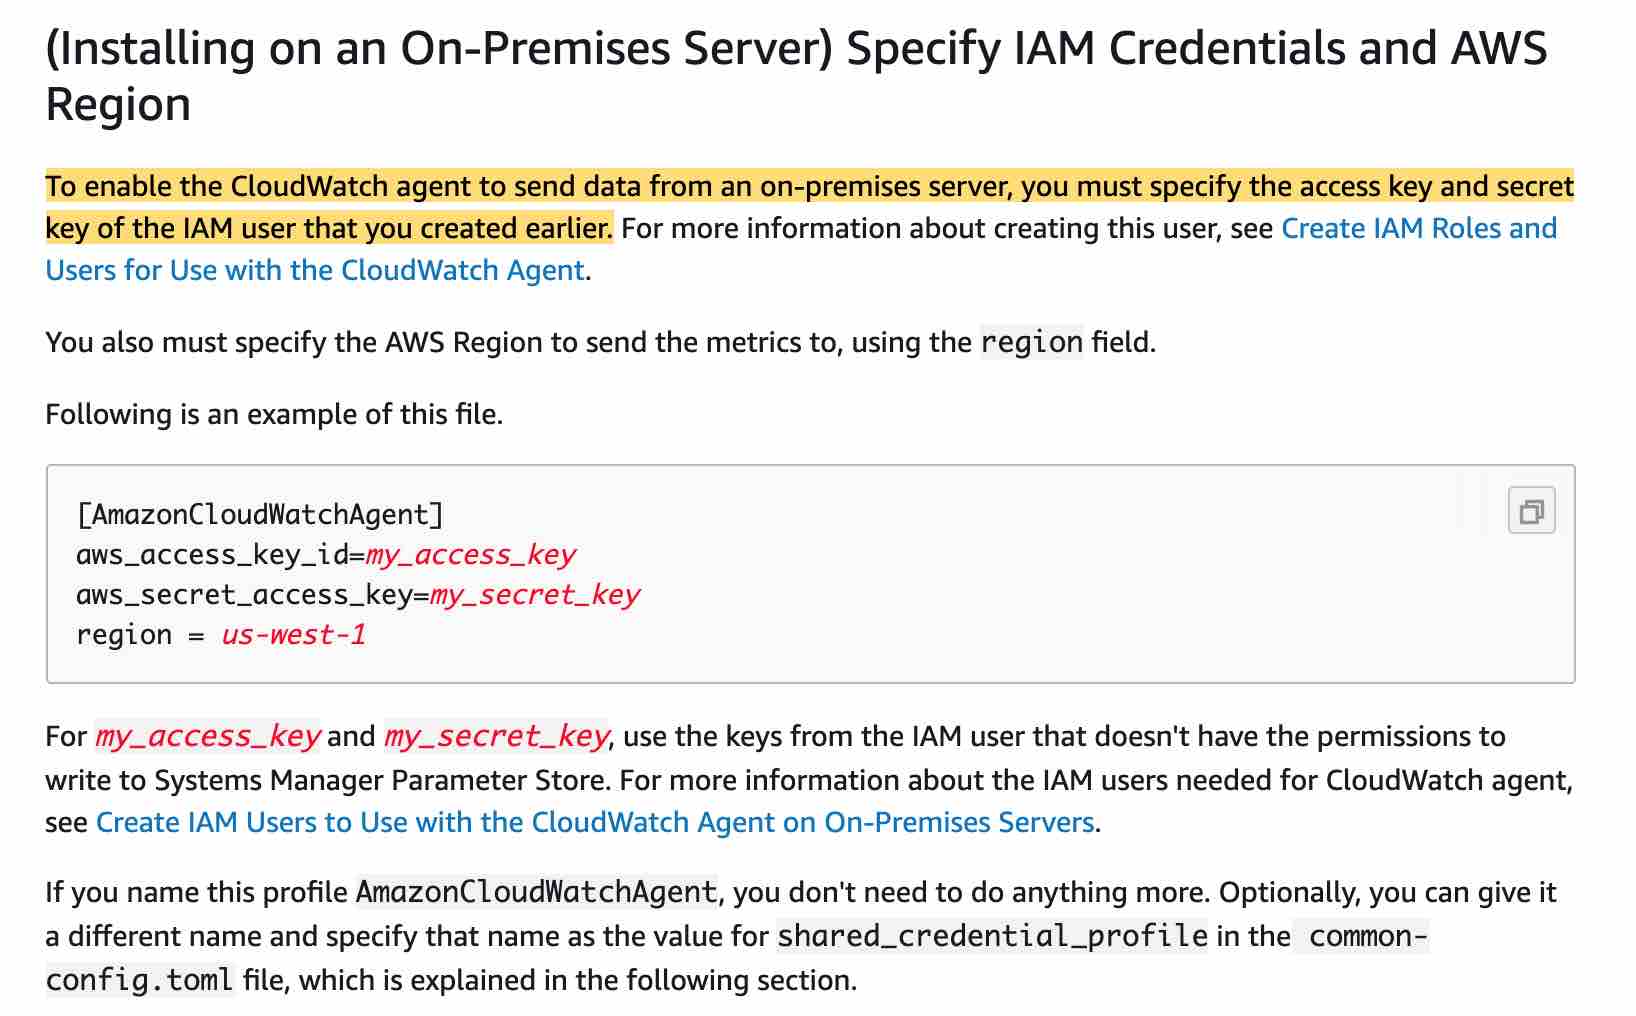 (Installing on an On-Premises Server) Specify IAM Credentials and AWS
Region
To enable the CloudWatch agent to send data from an on-premises server, you must specify the access key and secret
key of the IAM user that you created earlier. For more information about creating this user, see Create IAM Roles and
Users for Use with the CloudWatch Agent.
You also must specify the AWS Region to send the metrics to, using the region field.
Following is an example of this file.
[AmazonCloudWatchAgent]
aws_access_key_id=my_access_key
aws_secret_access_key=my_secret_key
region = us-west-1
For my_access_key and my_secret_key, use the keys from the IAM user that doesn't have the permissions to
write to Systems Manager Parameter Store. For more information about the IAM users needed for CloudWatch agent,
see Create IAM Users to Use with the CloudWatch Agent on On-Premises Servers.
If you name this profile AmazonCloudWatchAgent, you don't need to do anything more. Optionally, you can give it
a different name and specify that name as the value for shared_credential_profile in the common-
config.toml file, which is explained in the following section.